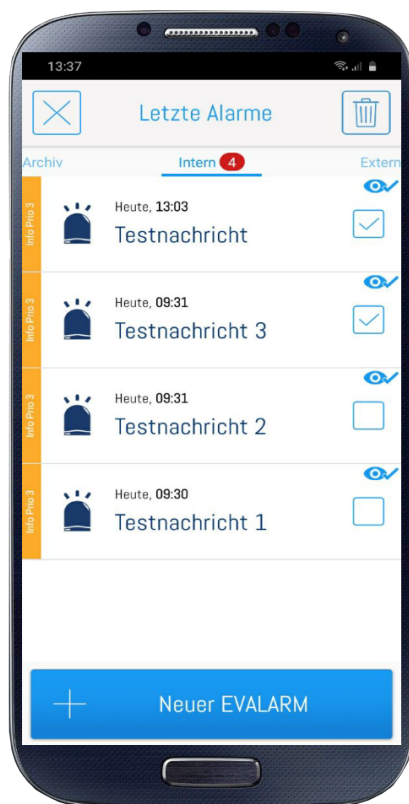 13:37
Letzte Alarme
Archiv
Intern 4
Extern
Info Prio 3
Heute, 13:03
Testnachricht
Info Prio 3
Heute, 09:31
Testnachricht 3
Info Prio 3
Heute, 09:31
Testnachricht 2
Info Prio 3
Heute, 09:30
Testnachricht 1
Neuer EVALARM